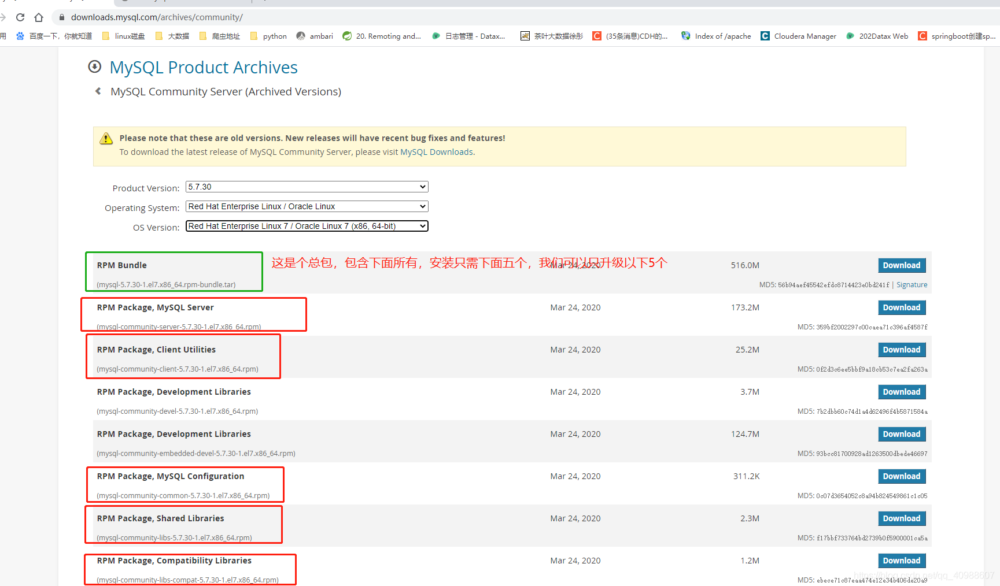 downloads.mysql.com/archives/community/
用 百度一下，你就知道 linux磁盘 大数据 爬虫地址 python ambari 20. Remoting and... 日志管理 - Datax... 茶叶大数据徐彤 (35条消息)CDH的... Index of /apache Cloudera Manager 202Datax Web springboot创建sp...
MySQL Product Archives
MySQL Community Server (Archived Versions)
Please note that these are old versions. New releases will have recent bug fixes and features!
To download the latest release of MySQL Community Server, please visit MySQL Downloads.
Product Version: 5.7.30
Operating System: Red Hat Enterprise Linux / Oracle Linux
OS Version: Red Hat Enterprise Linux 7 / Oracle Linux 7 (x86, 64-bit)
这是个总包，包含下面所有，安装只需下面五个，我们可以只升级以下5个
RPM Bundle Mar 24, 2020 516.0M Download
(mysql-5.7.30-1.el7.x86_64.rpm-bundle.tar) MD5: 56b94aef45542efdc8714423e0bd241f | Signature
RPM Package, MySQL Server Mar 24, 2020 173.2M Download
(mysql-community-server-5.7.30-1.el7.x86_64.rpm) MD5: 359bf2002297c00caea71c396af4587f
RPM Package, Client Utilities Mar 24, 2020 25.2M Download
(mysql-community-client-5.7.30-1.el7.x86_64.rpm) MD5: 0f2d3c6ee5bbf9a18cb53c7ea2fa263a
RPM Package, Development Libraries Mar 24, 2020 3.7M Download
(mysql-community-devel-5.7.30-1.el7.x86_64.rpm) MD5: 7b2dbb60c74d1a4d62496f4b5871584a
RPM Package, Development Libraries Mar 24, 2020 124.7M Download
(mysql-community-embedded-devel-5.7.30-1.el7.x86_64.rpm) MD5: 93bcc81700928ad1263500dbede46697
RPM Package, MySQL Configuration Mar 24, 2020 311.2K Download
(mysql-community-common-5.7.30-1.el7.x86_64.rpm) MD5: 0c07d3654052c8a94b824549861c1c05
RPM Package, Shared Libraries Mar 24, 2020 2.3M Download
(mysql-community-libs-5.7.30-1.el7.x86_64.rpm) MD5: f17bbf733764bd2739b0f5900001ca5a
RPM Package, Compatibility Libraries Mar 24, 2020 1.2M Download
(mysql-community-libs-compat-5.7.30-1.el7.x86_64.rpm) MD5: ebece71c87eaa474e12e34b406de20a9
https://blog.csdn.net/qq_40988607